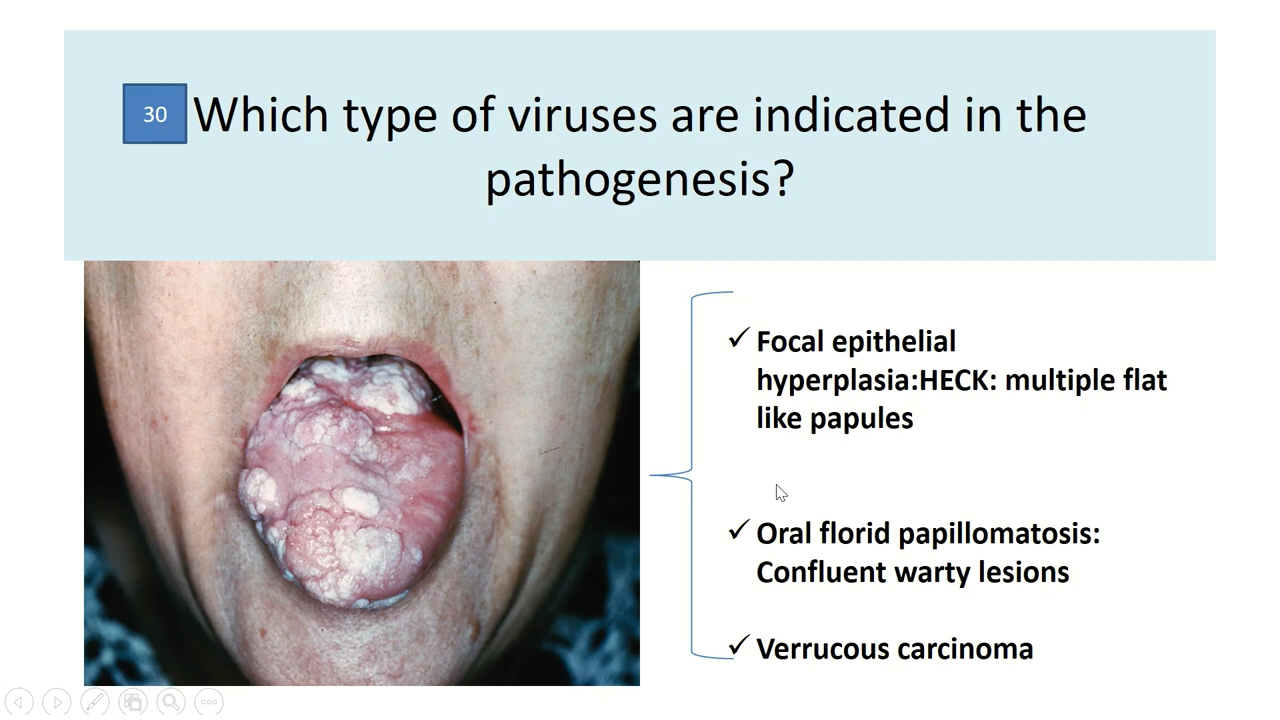 30 Which type of viruses are indicated in the
pathogenesis?
✓ Focal epithelial
hyperplasia:HECK: multiple flat
like papules
✓ Oral florid papillomatosis:
Confluent warty lesions
✓ Verrucous carcinoma